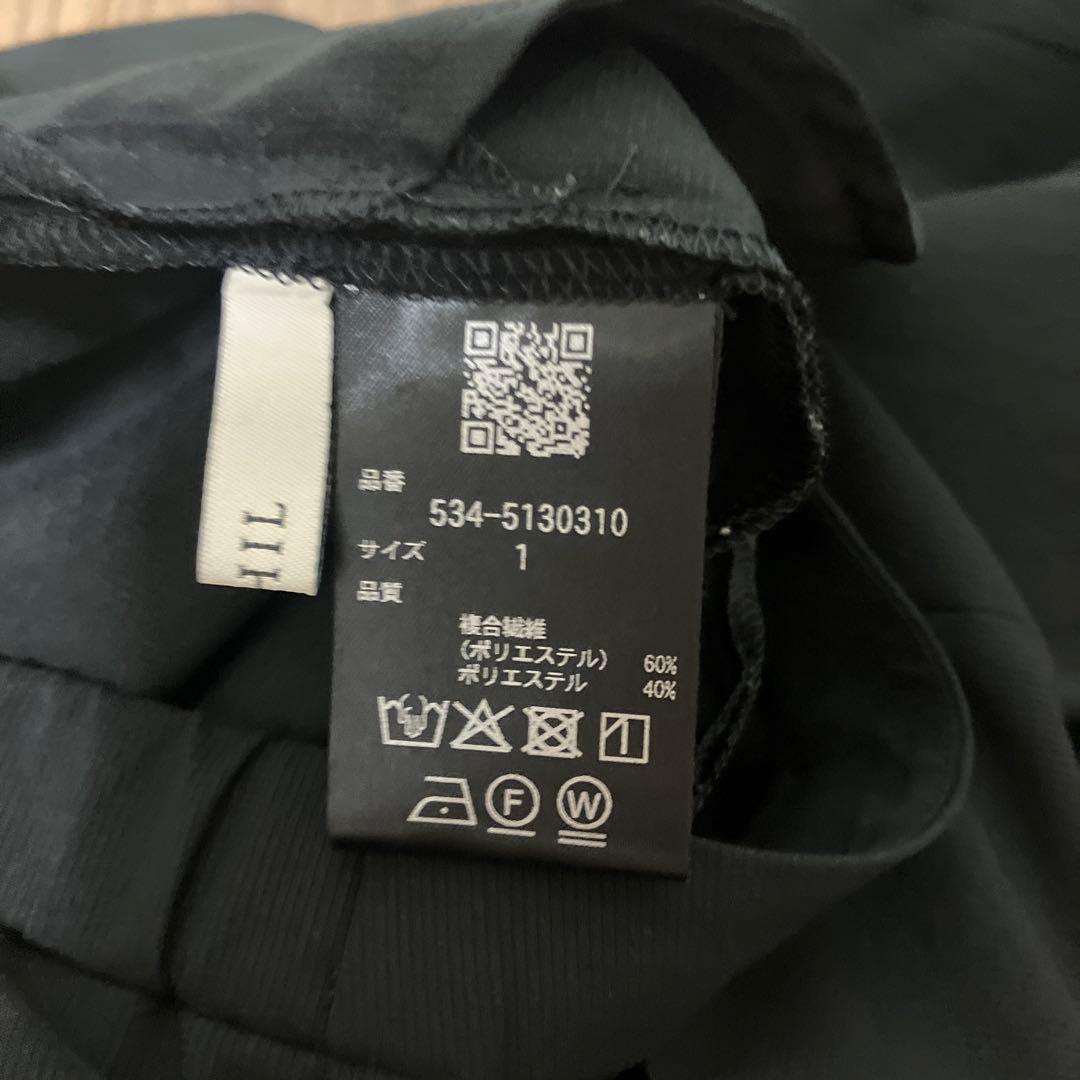 品番
534-5130310
サイズ 1
品質
複合繊維
(ポリエステル) 60%
ポリエステル 40%
F W
HIL